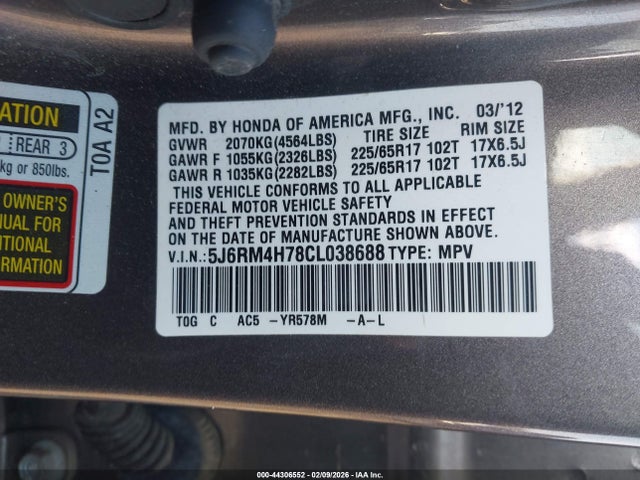 ATION
REAR 3
kg or 850lbs.
OWNER'S
NUAL FOR
ITIONAL
FORMATION
T0A A2
MFD. BY HONDA OF AMERICA MFG., INC. 03/'12
GVWR 2070KG(4564LBS) TIRE SIZE RIM SIZE
GAWR F 1055KG(2326LBS) 225/65R17 102T 17X6.5J
GAWR R 1035KG(2282LBS) 225/65R17 102T 17X6.5J
THIS VEHICLE CONFORMS TO ALL APPLICABLE
FEDERAL MOTOR VEHICLE SAFETY
AND THEFT PREVENTION STANDARDS IN EFFECT
ON THE DATE OF MANUFACTURE SHOWN ABOVE.
V.I.N.: 5J6RM4H78CL038688 TYPE: MPV
T0G C AC5 -YR578M -A-L
000-44306552 - 02/09/2026 - IAA Inc.